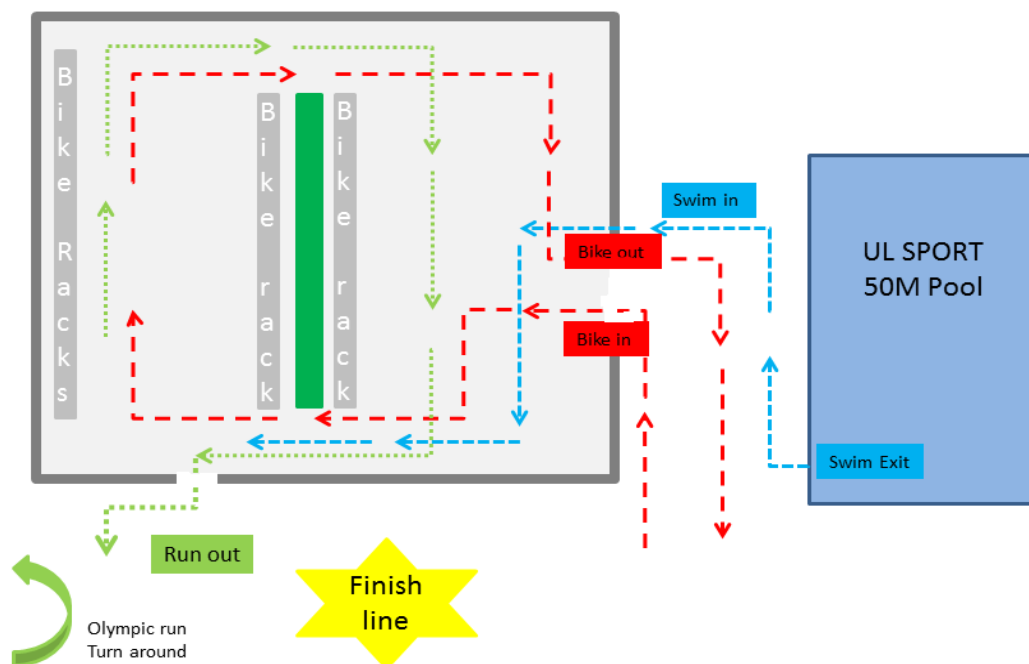 Bike Racks
Bike rack
Bike rack
Swim in
Bike out
Bike in
UL SPORT
50M Pool
Swim Exit
Run out
Finish
line
Olympic run
Turn around